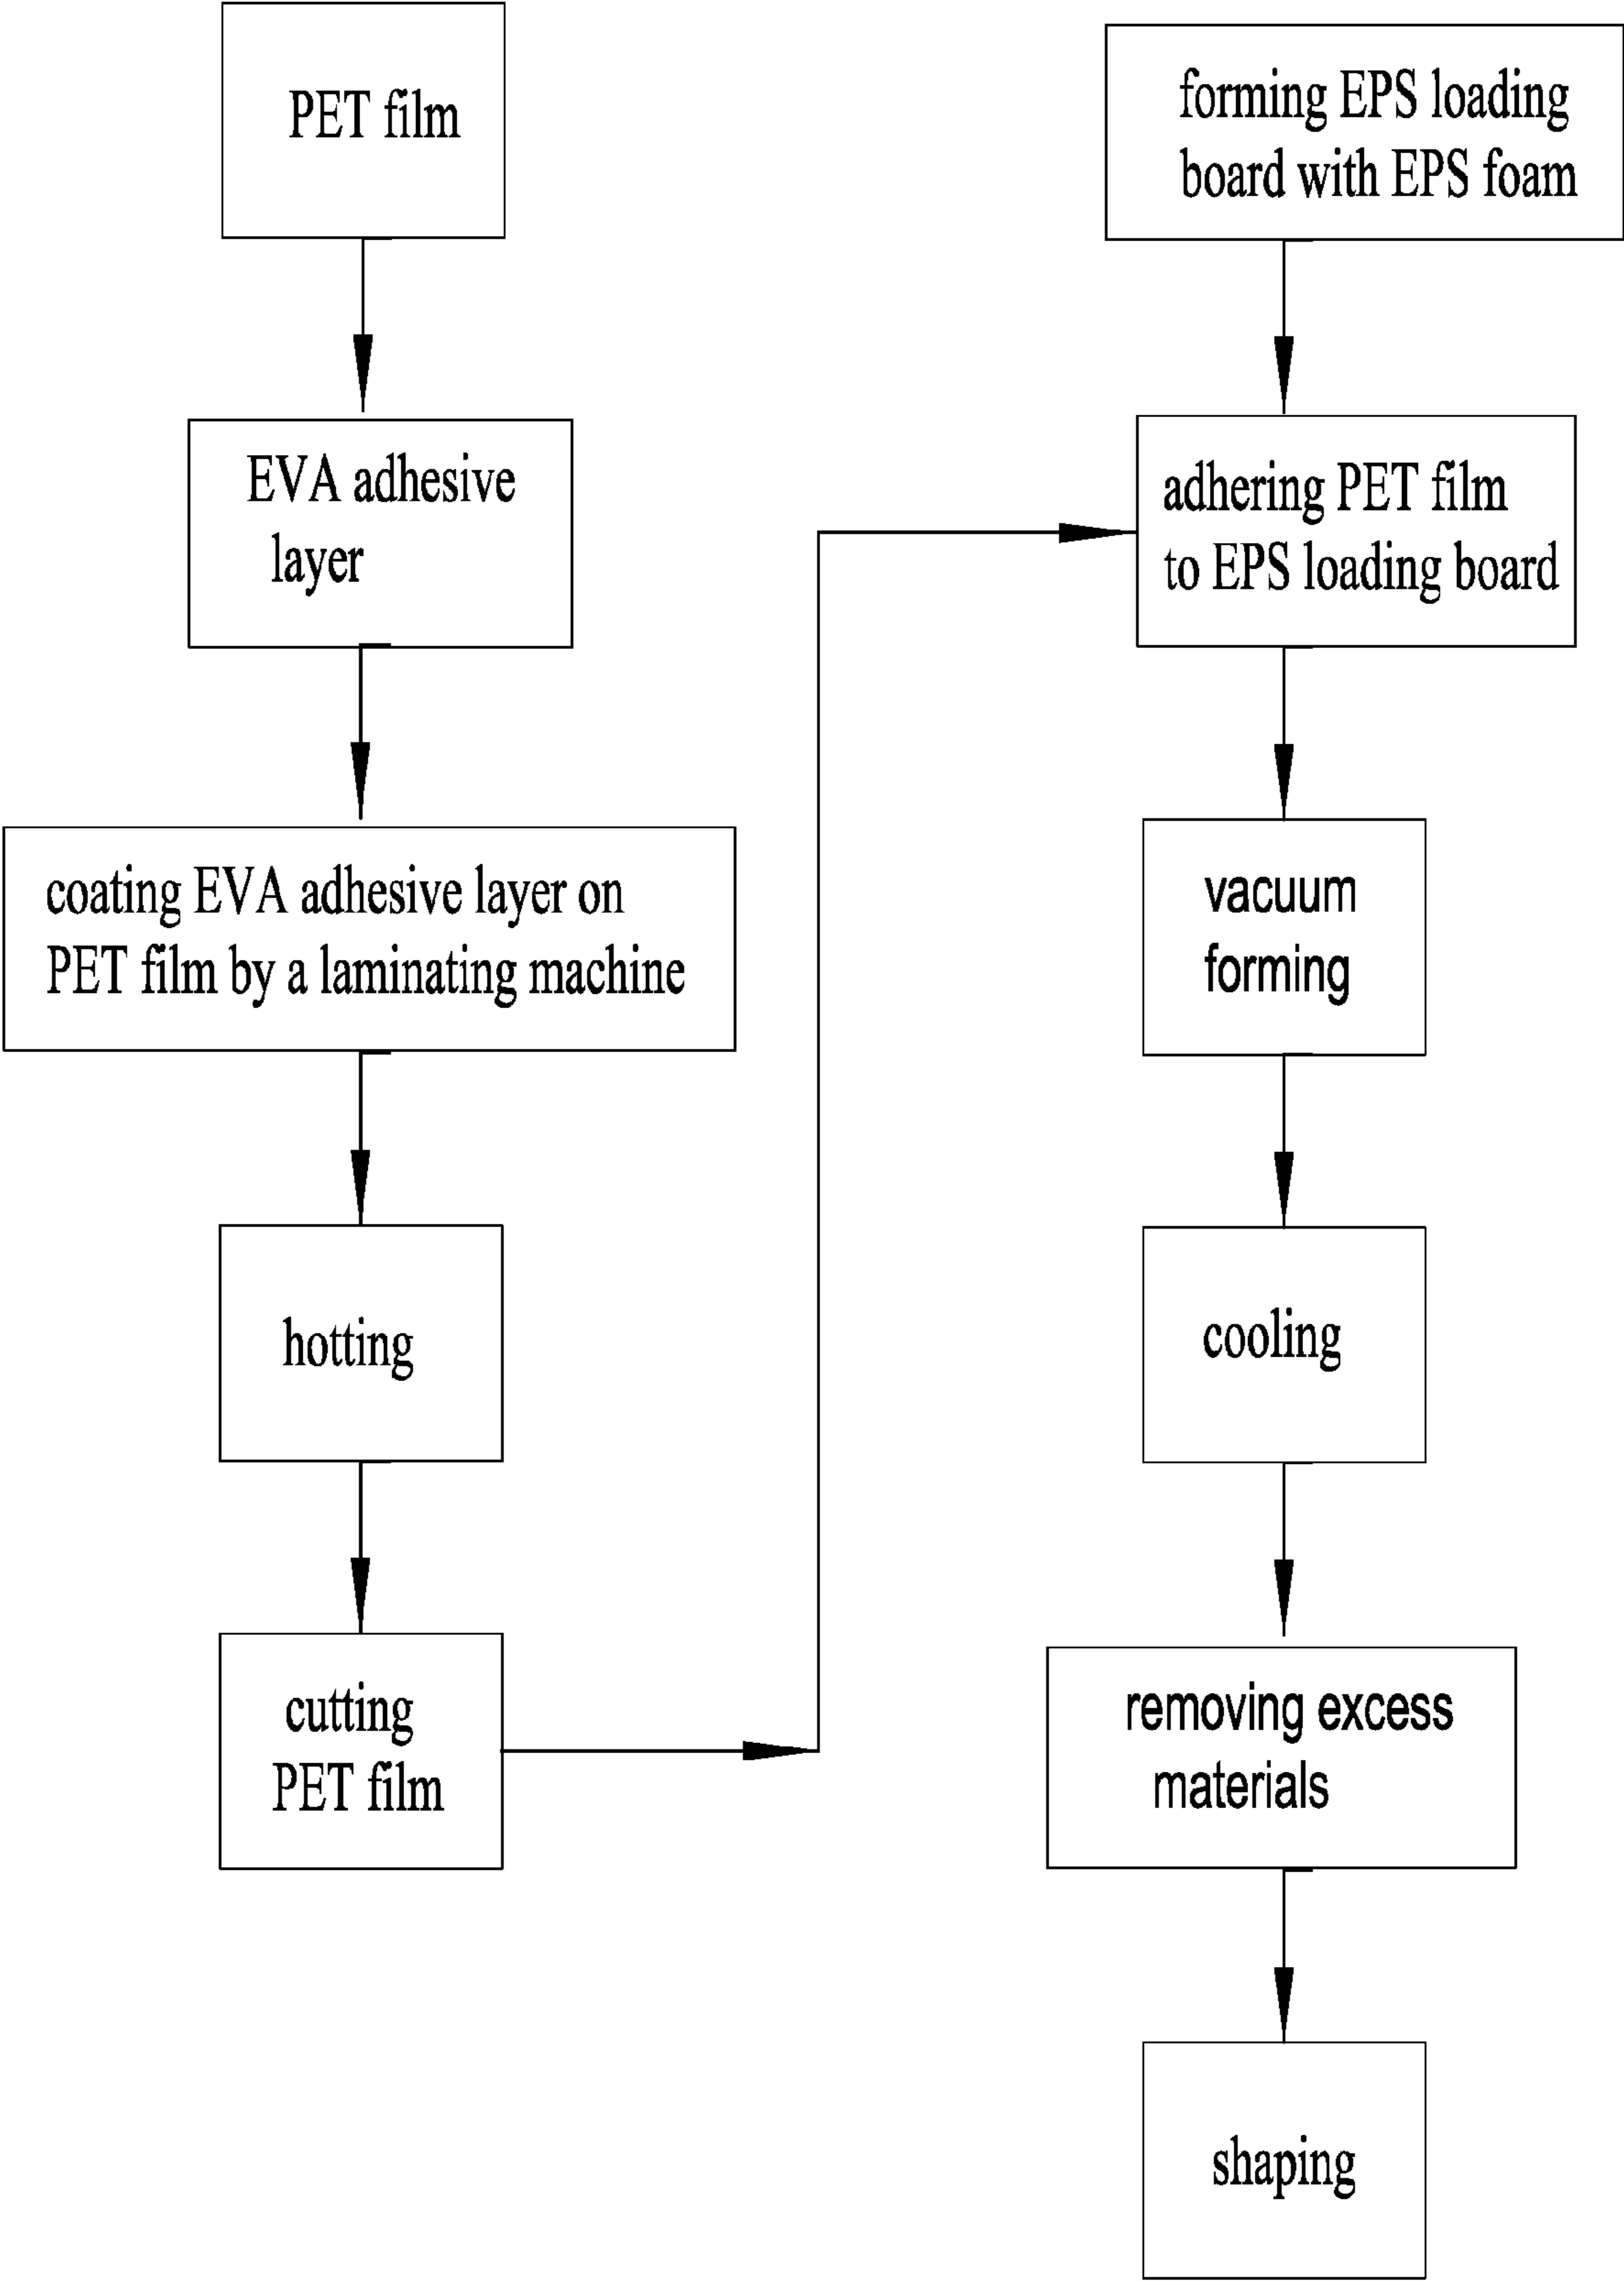 PET film
EVA adhesive
layer
coating EVA adhesive layer on
PET film by a laminating machine
hotting
cutting
PET film
forming EPS loading
board with EPS foam
adhering PET film
to EPS loading board
vacuum
forming
cooling
removing excess
materials
shaping